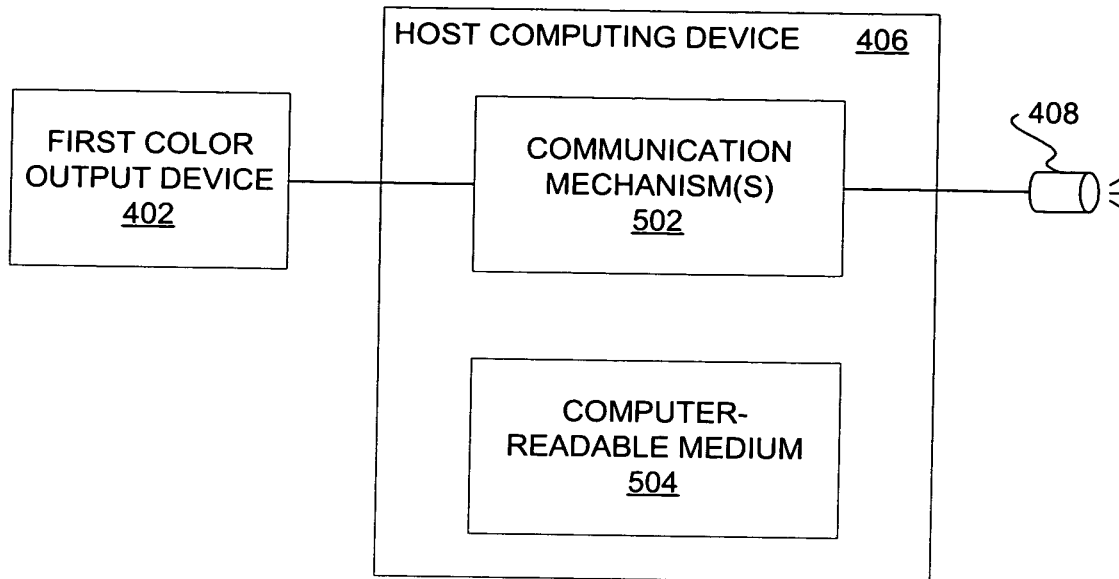 HOST COMPUTING DEVICE 406
FIRST COLOR
OUTPUT DEVICE
402
COMMUNICATION
MECHANISM(S)
502
408
COMPUTER-
READABLE MEDIUM
504